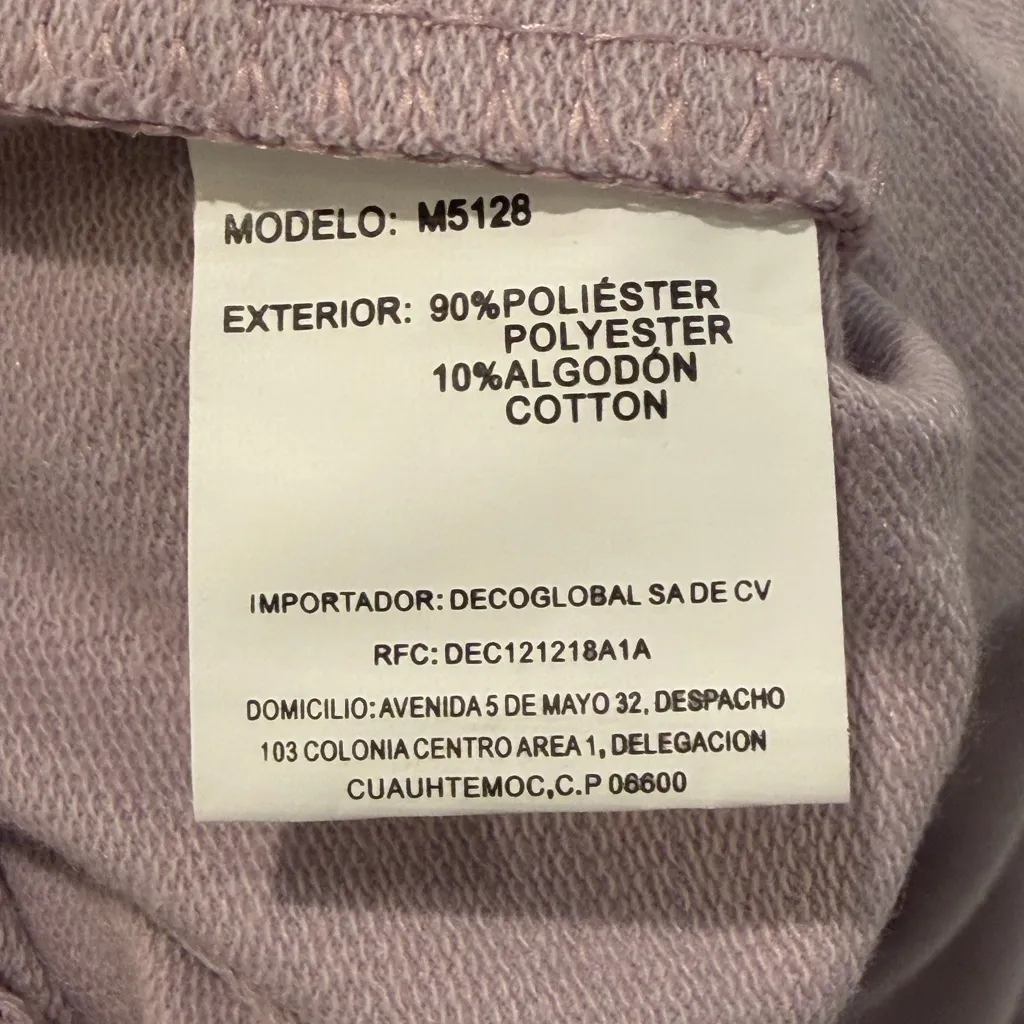 MODELO: M5128
EXTERIOR: 90%POLIÉSTER
POLYESTER
10%ALGODÓN
COTTON
IMPORTADOR: DECOGLOBAL SA DE CV
RFC: DEC121218A1A
DOMICILIO: AVENIDA 5 DE MAYO 32, DESPACHO
103 COLONIA CENTRO AREA 1, DELEGACION
CUAUHTEMOC,C.P 06600